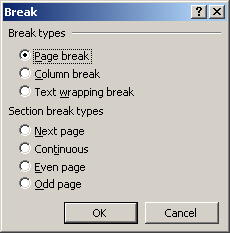 Break
Break types
Page break
Column break
Text wrapping break
Section break types
Next page
Continuous
Even page
Odd page
OK
Cancel